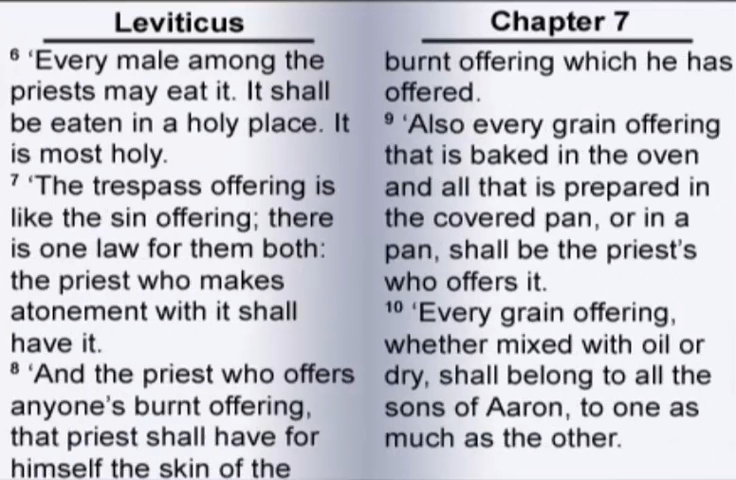 Leviticus
⁶ ‘Every male among the
priests may eat it. It shall
be eaten in a holy place. It
is most holy.
⁷ ‘The trespass offering is
like the sin offering; there
is one law for them both:
the priest who makes
atonement with it shall
have it.
⁸ ‘And the priest who offers
anyone’s burnt offering,
that priest shall have for
himself the skin of the
Chapter 7
burnt offering which he has
offered.
⁹ ‘Also every grain offering
that is baked in the oven
and all that is prepared in
the covered pan, or in a
pan, shall be the priest’s
who offers it.
¹⁰ ‘Every grain offering,
whether mixed with oil or
dry, shall belong to all the
sons of Aaron, to one as
much as the other.